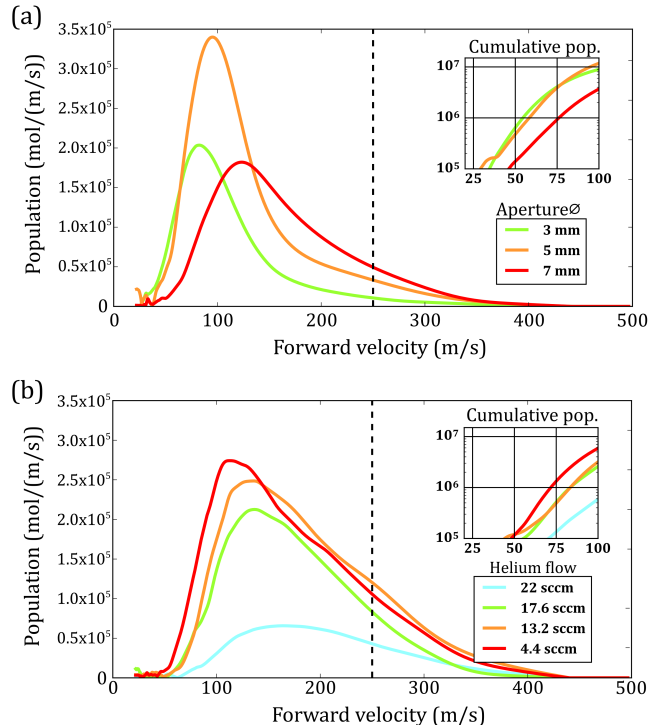 (a)
3.5x10⁵
3.0x10⁵
2.5x10⁵
2.0x10⁵
1.5x10⁵
1.0x10⁵
0.5x10⁵
0
Population (mol/(m/s))
0 100 200 300 400 500
Forward velocity (m/s)
Cumulative pop.
10⁷
10⁶
10⁵
25 50 75 100
Aperture∅
3 mm
5 mm
7 mm
(b)
3.5x10⁵
3.0x10⁵
2.5x10⁵
2.0x10⁵
1.5x10⁵
1.0x10⁵
0.5x10⁵
0
Population (mol/(m/s))
0 100 200 300 400 500
Forward velocity (m/s)
Cumulative pop.
10⁷
10⁶
10⁵
25 50 75 100
Helium flow
22 sccm
17.6 sccm
13.2 sccm
4.4 sccm